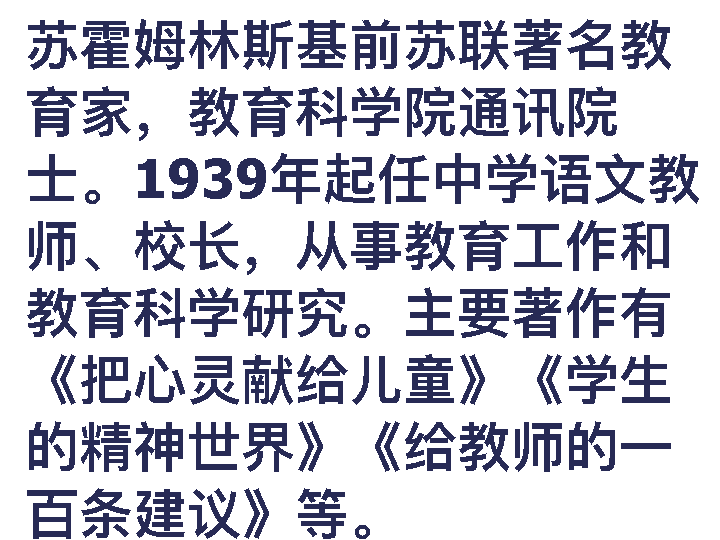 苏霍姆林斯基前苏联著名教
育家，教育科学院通讯院
士。1939年起任中学语文教
师、校长，从事教育工作和
教育科学研究。主要著作有
《把心灵献给儿童》《学生
的精神世界》《给教师的一
百条建议》等。